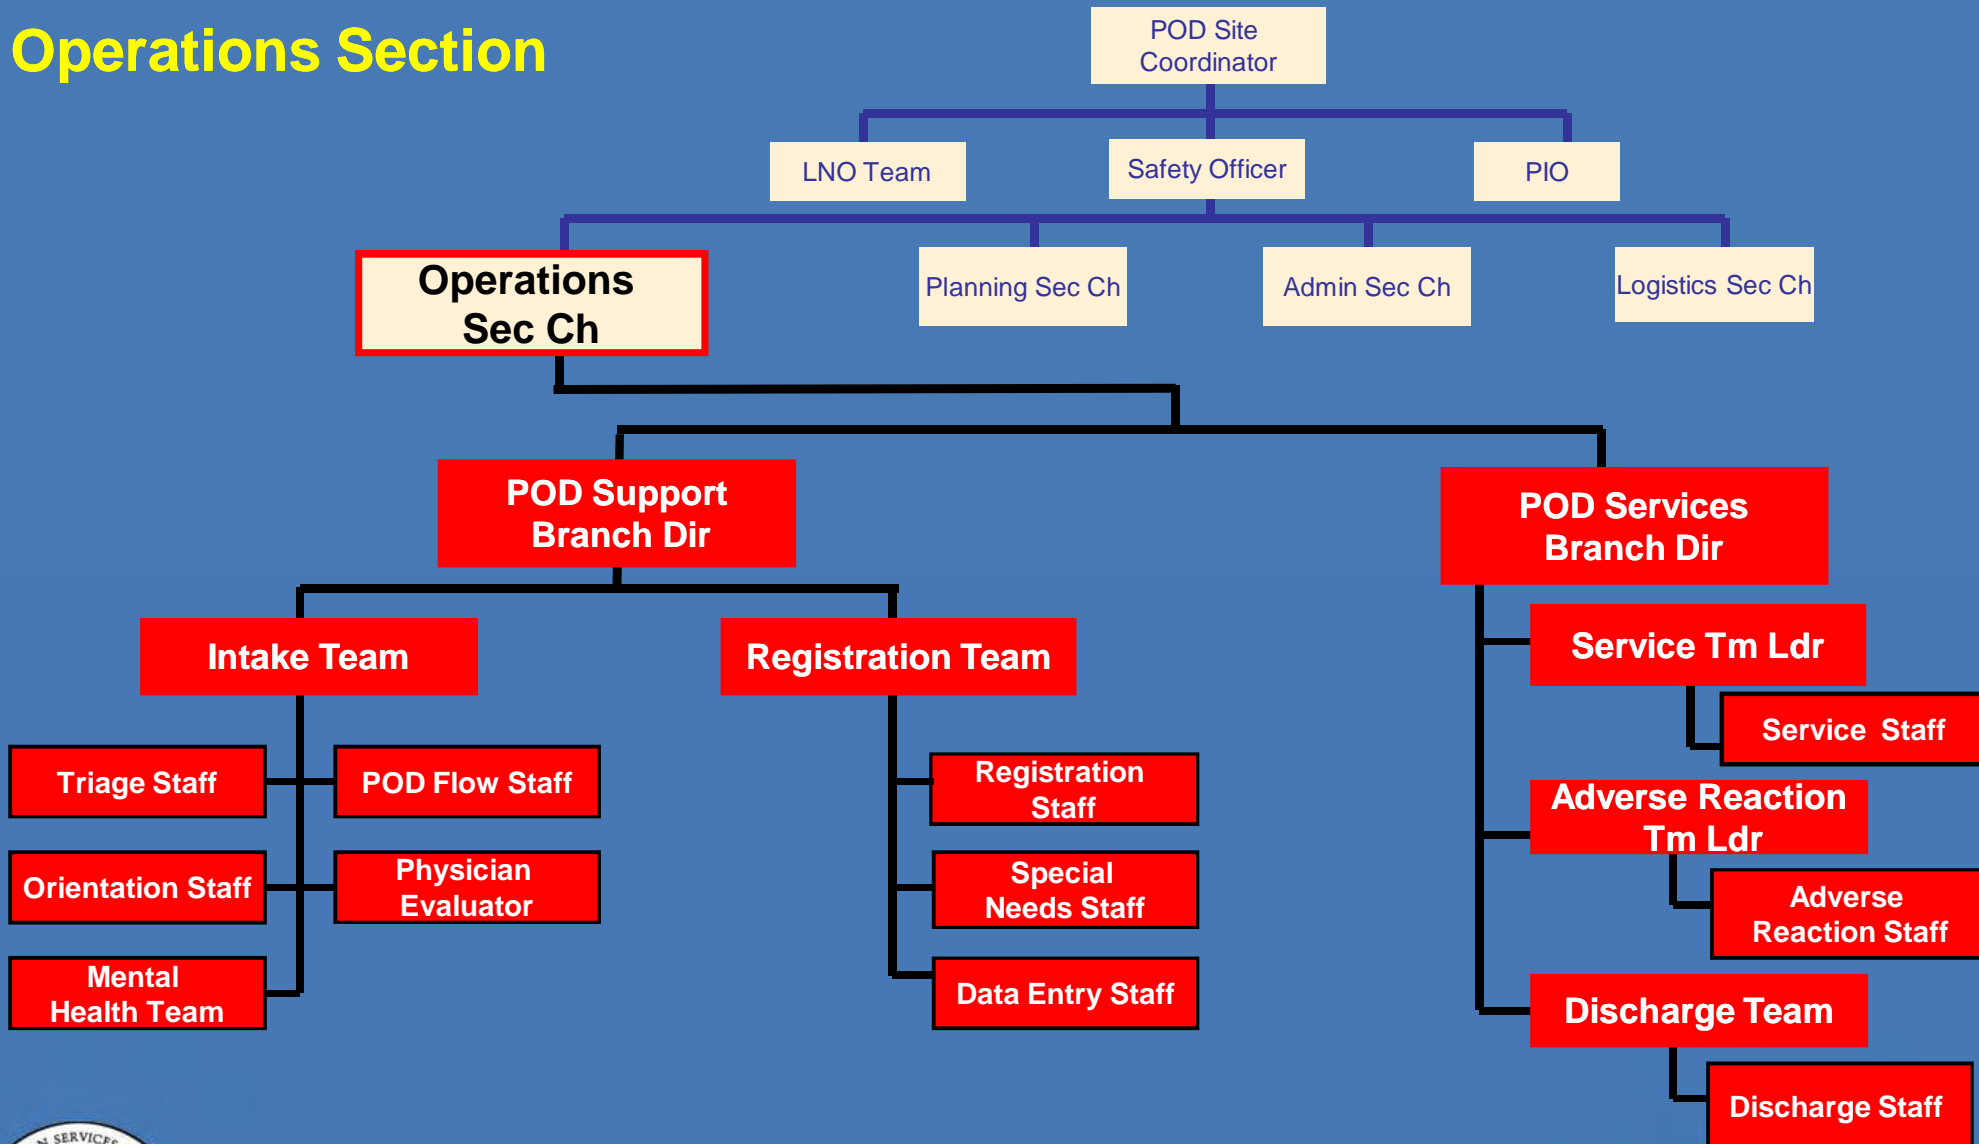 Operations Section
POD Site
Coordinator
LNO Team
Safety Officer
PIO
Operations
Sec Ch
Planning Sec Ch
Admin Sec Ch
Logistics Sec Ch
POD Support
Branch Dir
POD Services
Branch Dir
Intake Team
Registration Team
Service Tm Ldr
Service Staff
Triage Staff
POD Flow Staff
Registration
Staff
Adverse Reaction
Tm Ldr
Orientation Staff
Physician
Evaluator
Special
Needs Staff
Adverse
Reaction Staff
Mental
Health Team
Data Entry Staff
Discharge Team
Discharge Staff
SERVICES